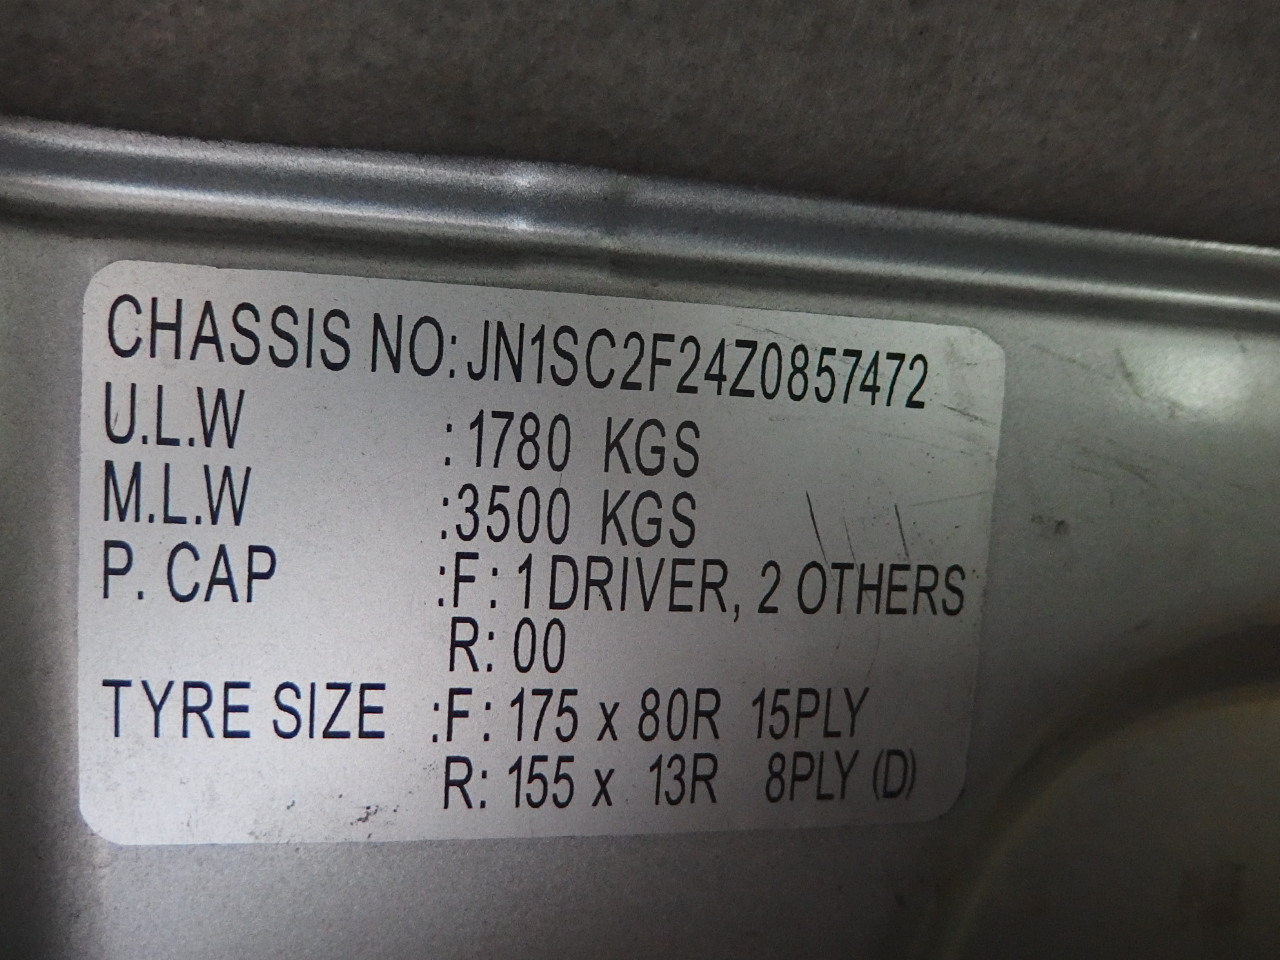 CHASSIS NO: JN1SC2F24Z0857472
U.L.W :1780 KGS
M.L.W :3500 KGS
P. CAP :F: 1 DRIVER, 2 OTHERS
R: 00
TYRE SIZE :F: 175 x 80R 15PLY
R: 155 x 13R 8PLY (D)